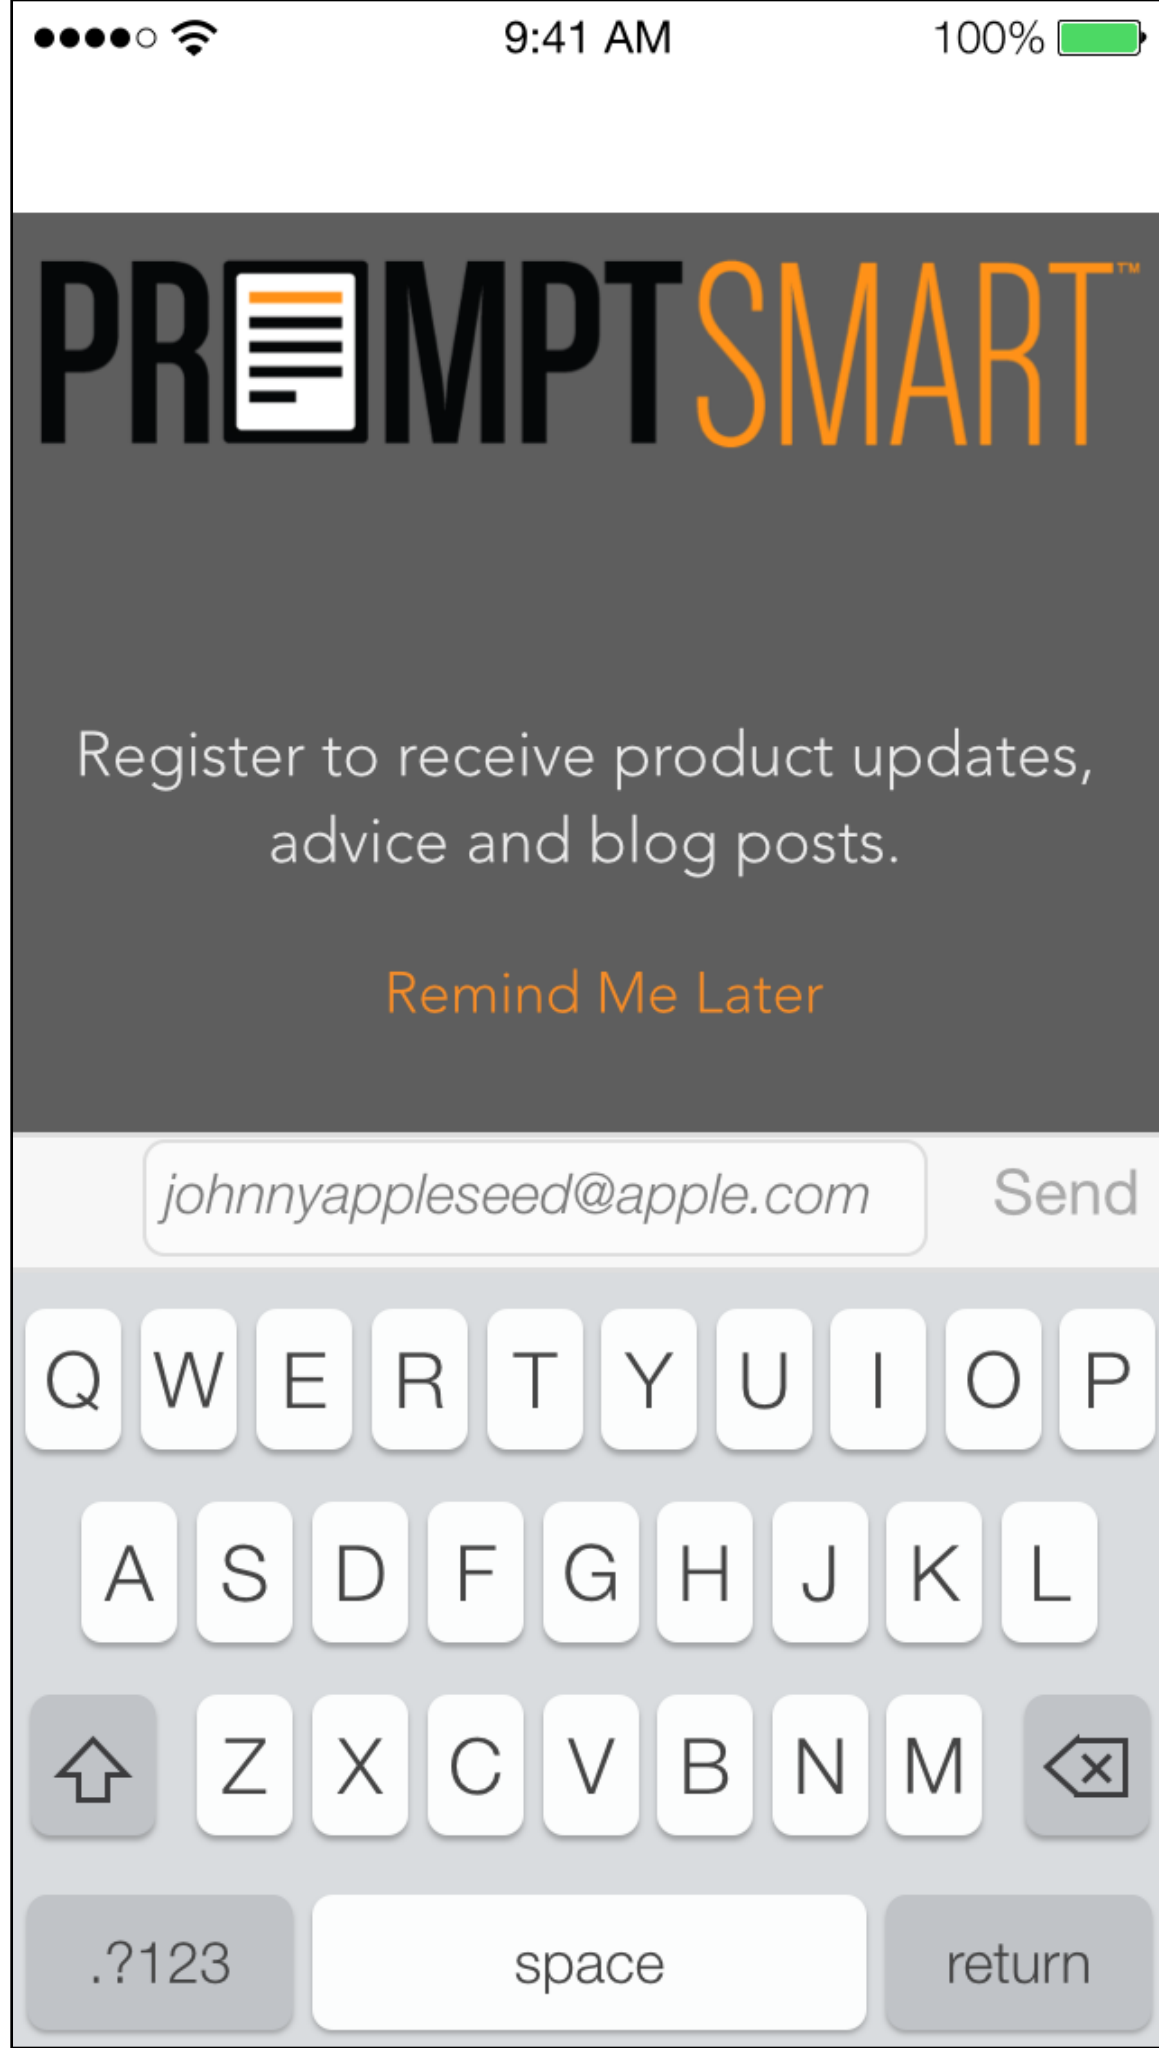 9:41 AM 100%
PROMPTSMART™
Register to receive product updates,
advice and blog posts.
Remind Me Later
johnnyappleseed@apple.com Send
Q W E R T Y U I O P
A S D F G H J K L
Z X C V B N M
.?123 space return